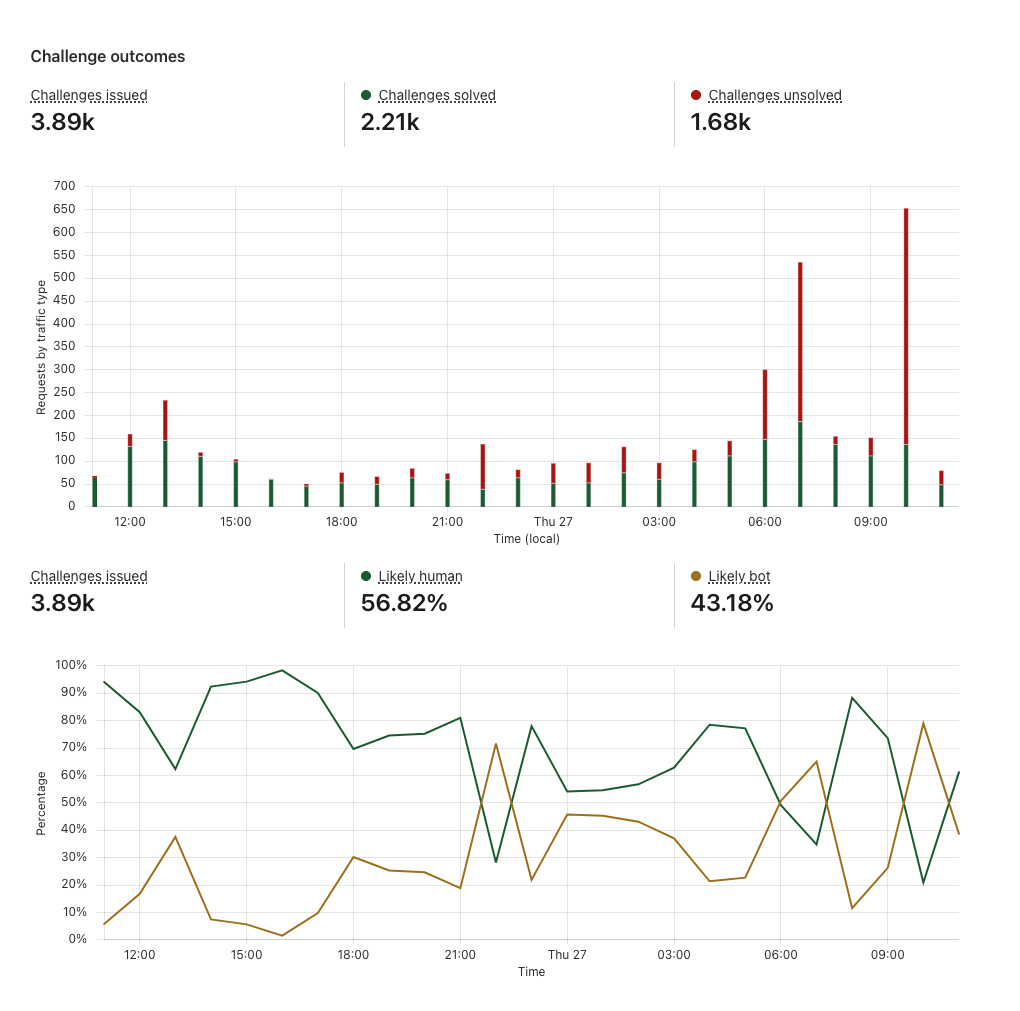 Challenge outcomes
Challenges issued
3.89k
Challenges solved
2.21k
Challenges unsolved
1.68k
Requests by traffic type
700
650
600
550
500
450
400
350
300
250
200
150
100
50
0
12:00 15:00 18:00 21:00 Thu 27 03:00 06:00 09:00
Time (local)
Challenges issued
3.89k
Likely human
56.82%
Likely bot
43.18%
Percentage
100%
90%
80%
70%
60%
50%
40%
30%
20%
10%
0%
12:00 15:00 18:00 21:00 Thu 27 03:00 06:00 09:00
Time